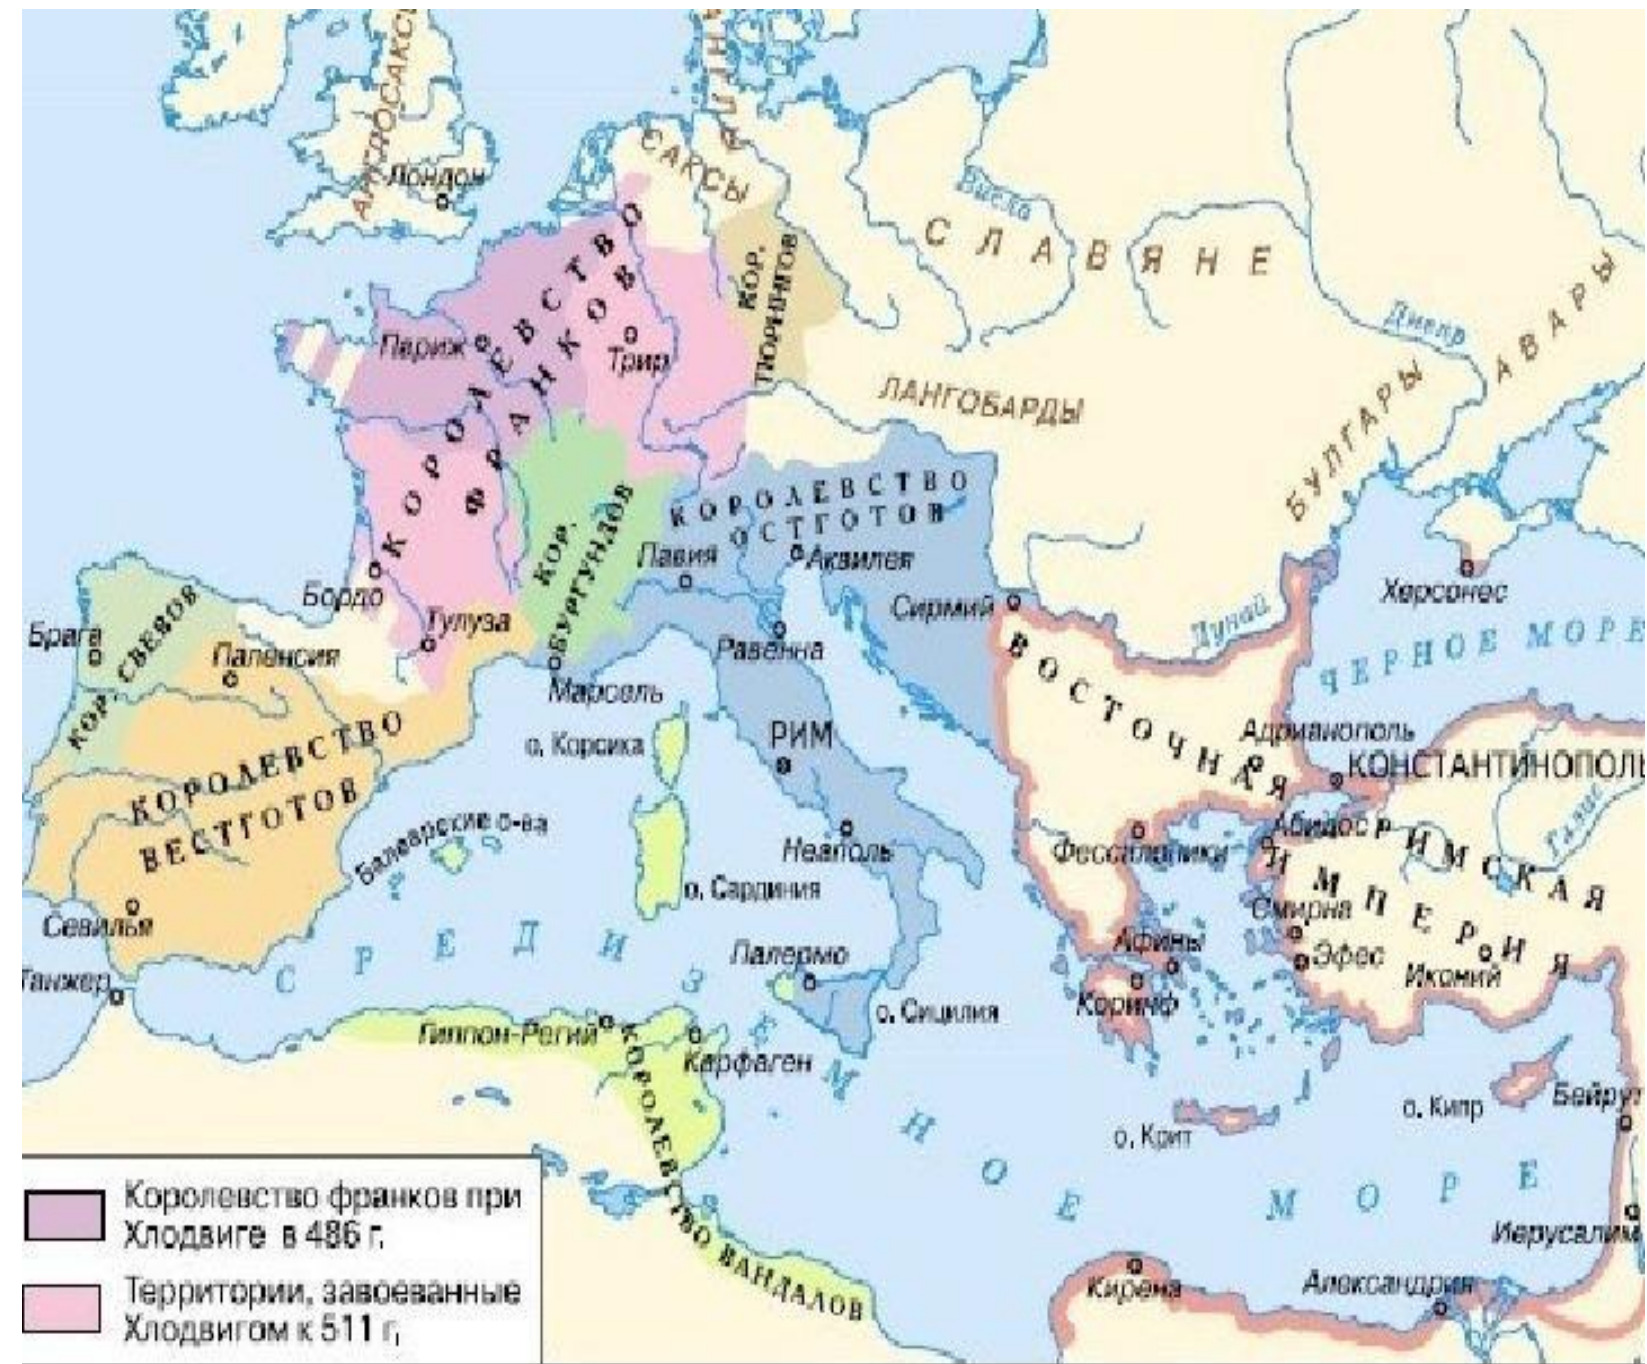 АНГЛОСАКСЫ
Лондон
САКСЫ
Висла
СЛАВЯНЕ
Днепр
АВАРЫ
БУЛГАРЫ
ЛАНГОБАРДЫ
КОР.
ТЮРИНГОВ
КОРОЛЕВСТВО
ФРАНКОВ
Париж
Трир
КОР.
БУРГУНДОВ
КОРОЛЕВСТВО
ОСТГОТОВ
Павия
Аквилея
Бордо
Тулуза
Сирмий
Равенна
Марсель
Дунай
Херсонес
ЧЕРНОЕ МОРЕ
Брага
КОР. СВЕВОВ
Паленсия
КОРОЛЕВСТВО
ВЕСТГОТОВ
Севилья
Танжер
о. Корсика
РИМ
Балеарские о-ва
о. Сардиния
Неаполь
Палермо
о. Сицилия
ВОСТОЧНАЯ
РИМСКАЯ
ИМПЕРИЯ
Адрианополь
КОНСТАНТИНОПОЛЬ
Галис
Абидос
Фессалоники
Смирна
Эфес
Иконий
Афины
Коринф
Гиппон-Регий
Карфаген
КОРОЛЕВСТВО ВАНДАЛОВ
СРЕДИЗЕМНОЕ МОРЕ
о. Крит
о. Кипр
Бейрут
Иерусалим
Александрия
Кирена
Королевство франков при
Хлодвиге в 486 г.
Территории, завоеванные
Хлодвигом к 511 г.